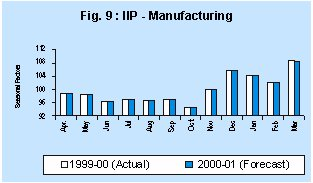 Fig. 9 : IIP - Manufacturing
Seasonal Factors
112
108
104
100
96
92
Apr
May
Jun
Jul
Aug
Sep
Oct
Nov
Dec
Jan
Feb
Mar
1999-00 (Actual)
2000-01 (Forecast)